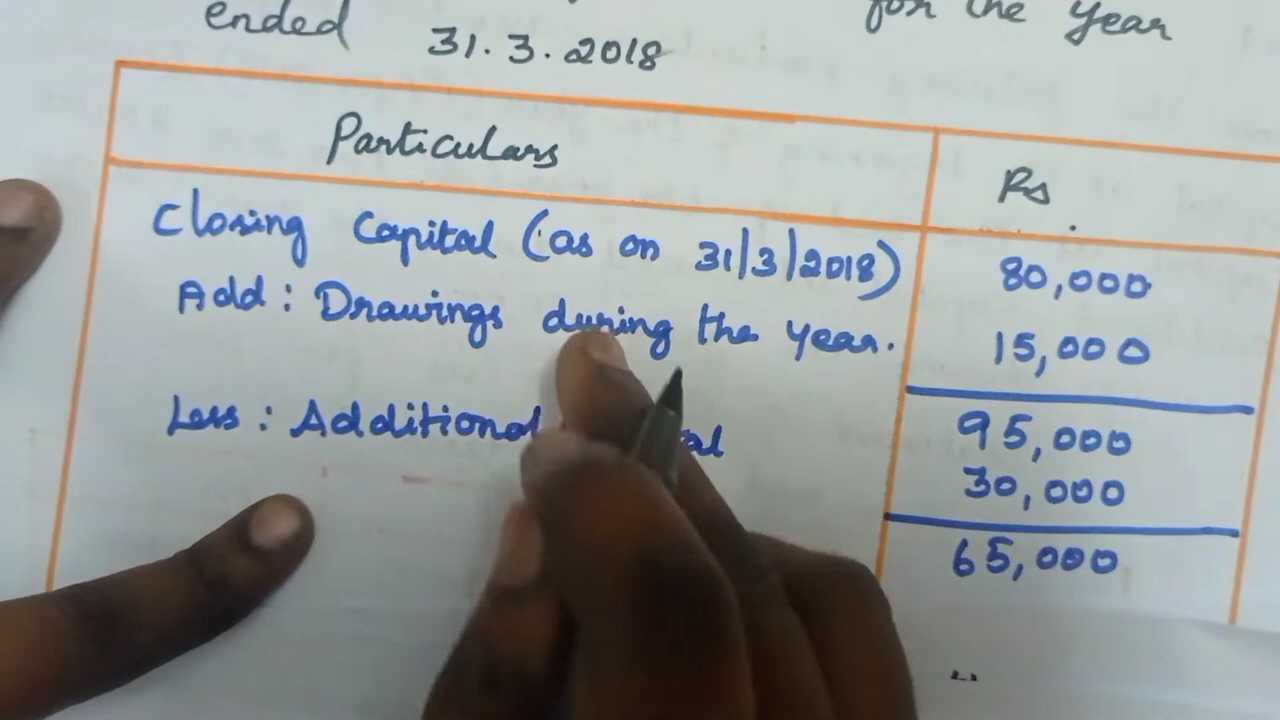 ended for the Year
31.3.2018
Particulars Rs.
Closing Capital (as on 31/3/2018) 80,000
Add : Drawings during the year. 15,000
95,000
Less : Additional 30,000
65,000